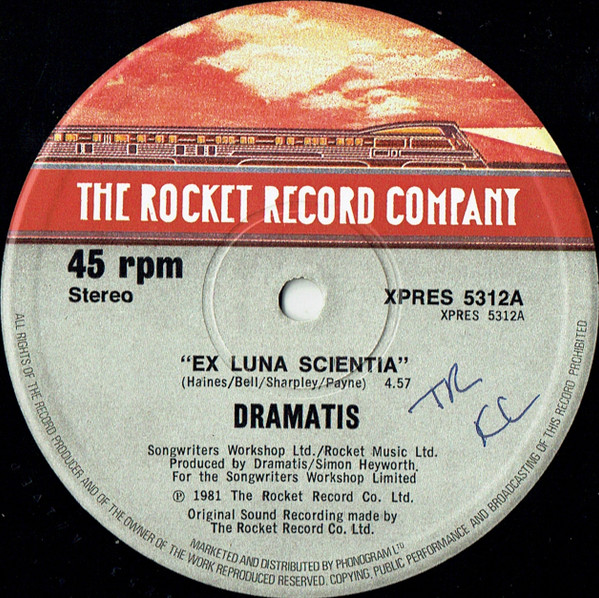 THE ROCKET RECORD COMPANY
45 rpm
Stereo
XPRES 5312A
XPRES 5312A
"EX LUNA SCIENTIA"
(Haines/Bell/Sharpley/Payne) 4.57
DRAMATIS
Songwriters Workshop Ltd./Rocket Music Ltd.
Produced by Dramatis/Simon Heyworth.
For the Songwriters Workshop Limited
℗ 1981 The Rocket Record Co. Ltd.
Original Sound Recording made by
The Rocket Record Co. Ltd.
MARKETED AND DISTRIBUTED BY PHONOGRAM LTD
ALL RIGHTS OF THE RECORD PRODUCER AND OF THE OWNER OF THE WORK REPRODUCED RESERVED. COPYING, PUBLIC PERFORMANCE AND BROADCASTING OF THIS RECORD PROHIBITED